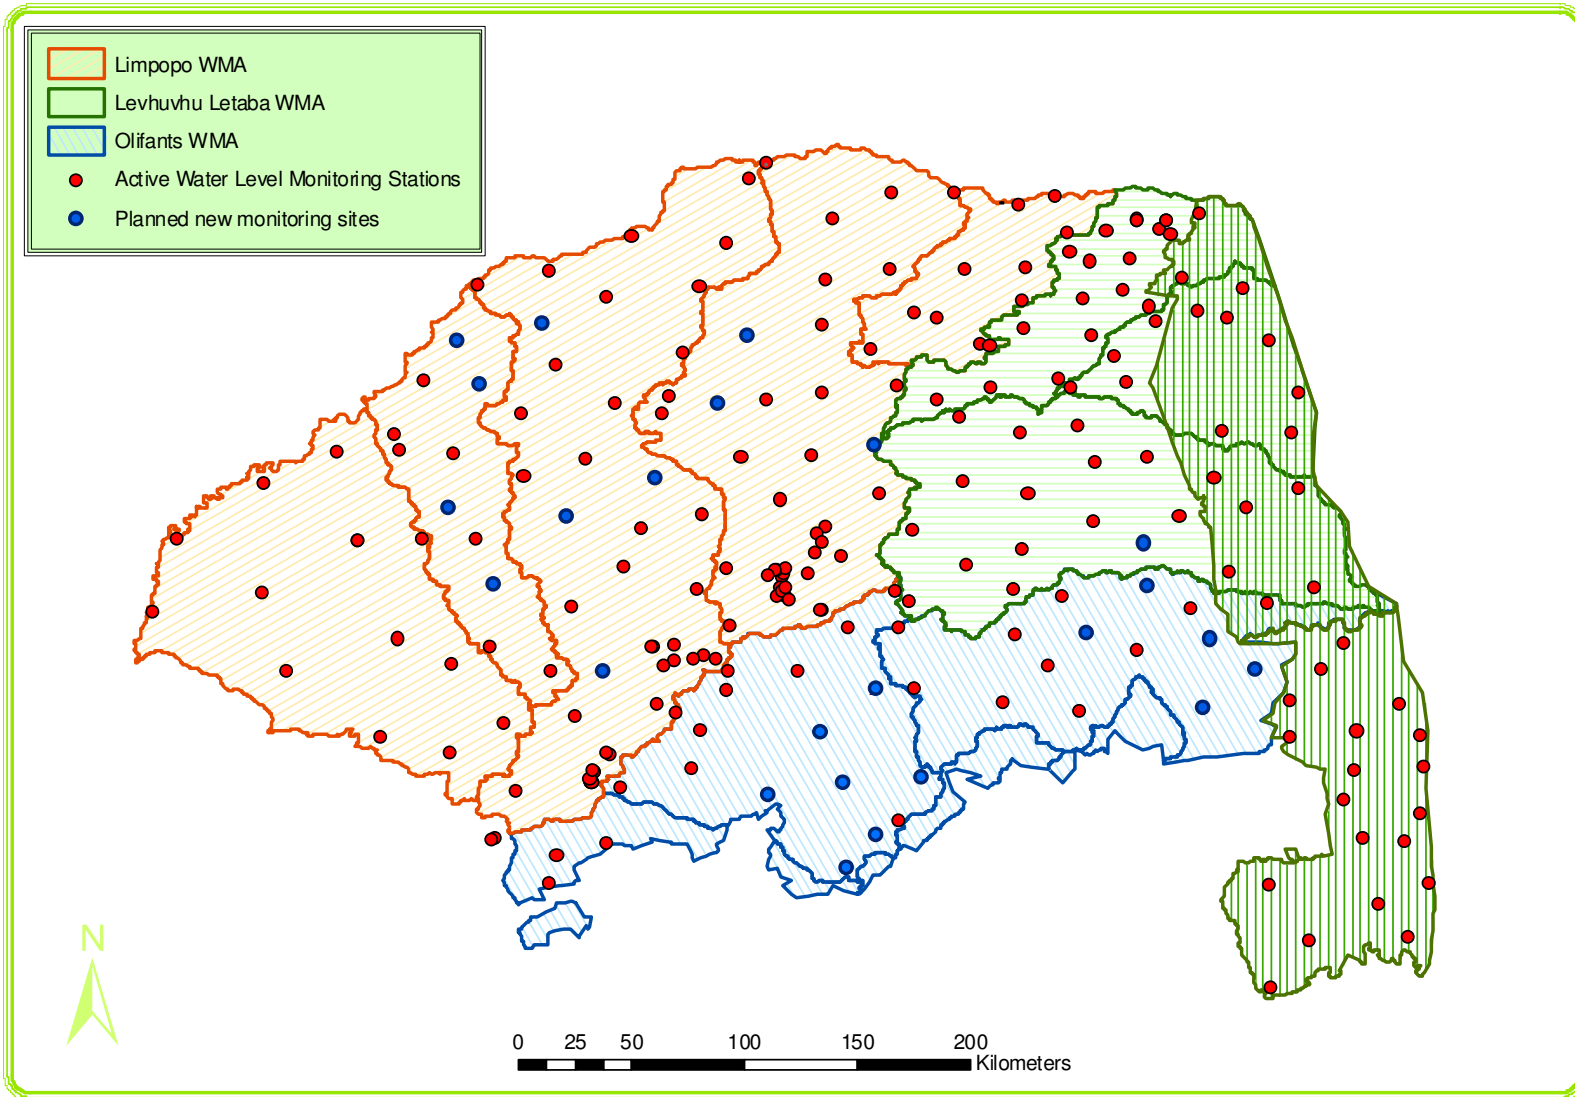 Limpopo WMA
Levhuvhu Letaba WMA
Olifants WMA
Active Water Level Monitoring Stations
Planned new monitoring sites
N
0 25 50 100 150 200
Kilometers